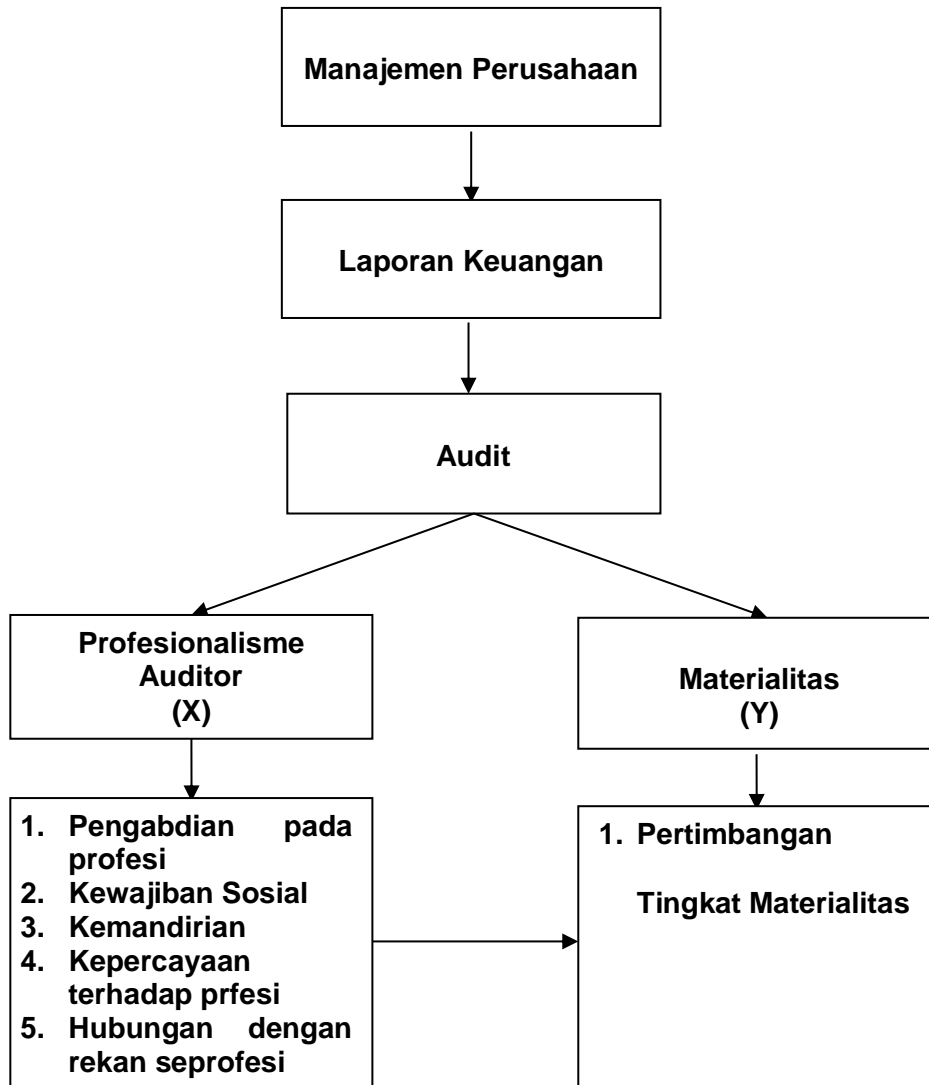 Manajemen Perusahaan
Laporan Keuangan
Audit
Profesionalisme
Auditor
(X)
Materialitas
(Y)
1. Pengabdian pada
profesi
2. Kewajiban Sosial
3. Kemandirian
4. Kepercayaan
terhadap prfesi
5. Hubungan dengan
rekan seprofesi
1. Pertimbangan
Tingkat Materialitas